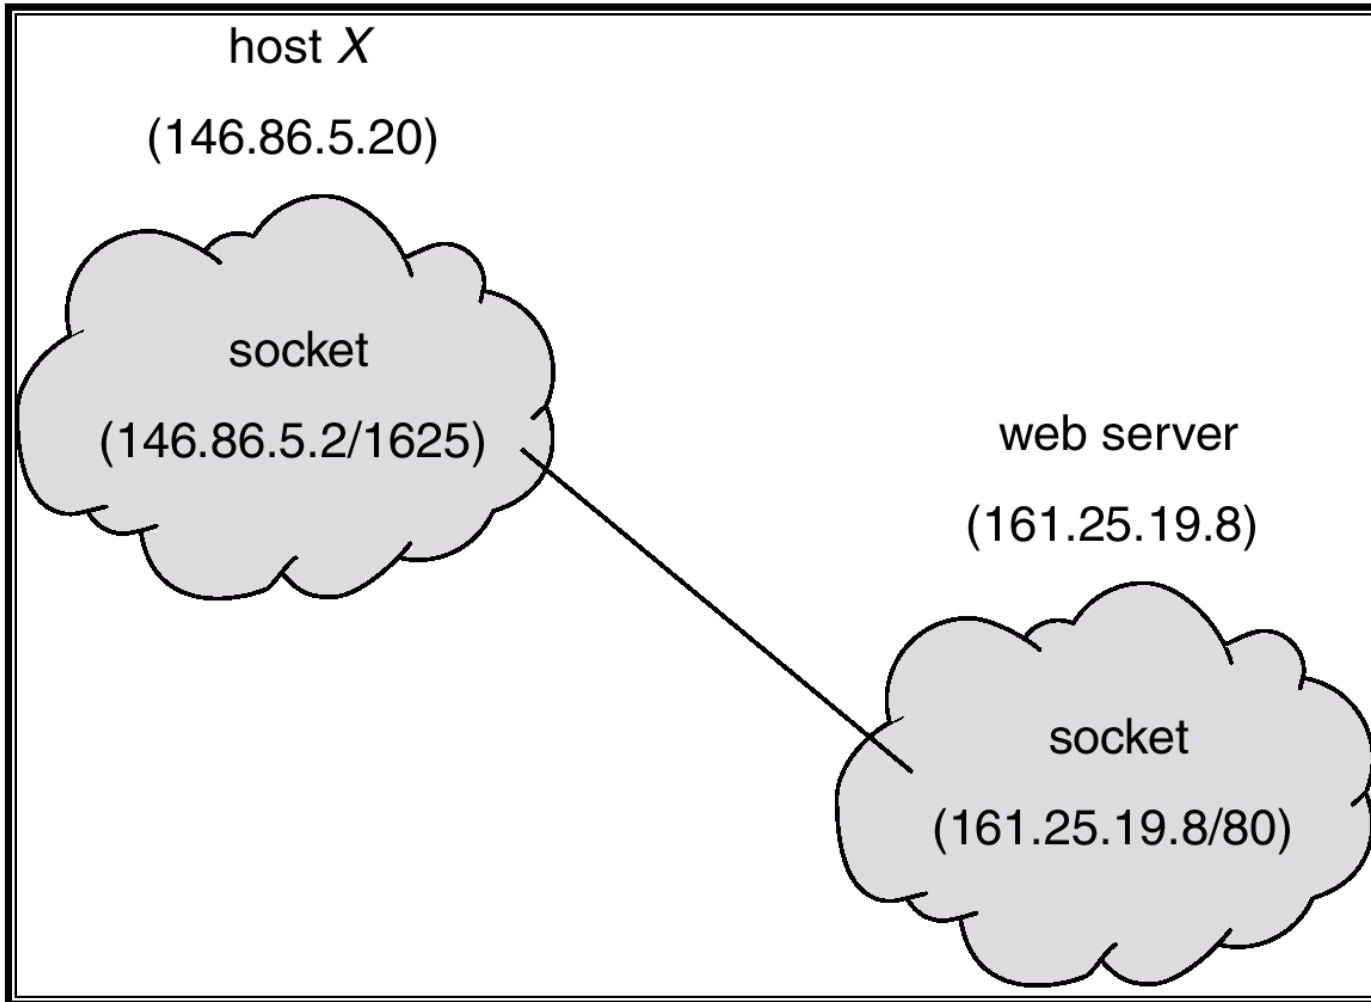 host X
(146.86.5.20)
socket
(146.86.5.2/1625)
web server
(161.25.19.8)
socket
(161.25.19.8/80)